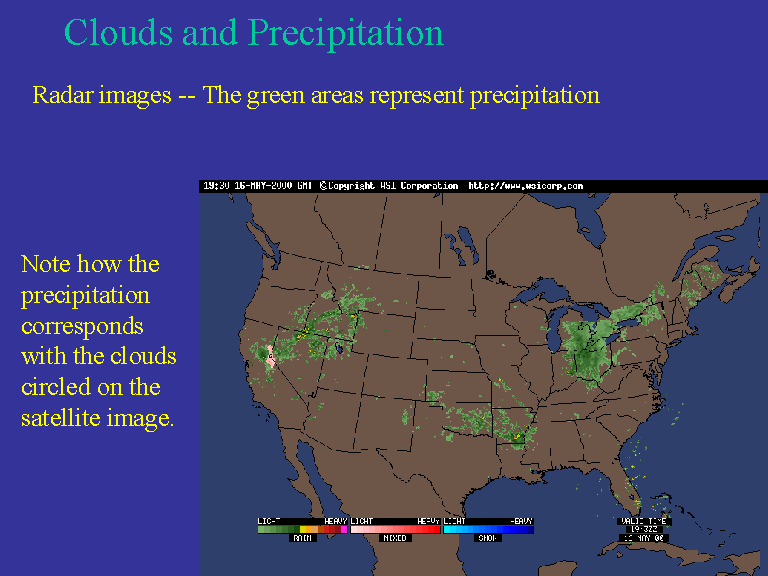 Clouds and Precipitation
Radar images -- The green areas represent precipitation
19:30 16-MAY-2000 GMT ©Copyright WSI Corporation http://www.wsicorp.com
Note how the
precipitation
corresponds
with the clouds
circled on the
satellite image.
HEAVY LIGHT HEAVY LIGHT HEAVY
RAIN MIXED SNOW
VALID TIME
19:30Z
MAY 00